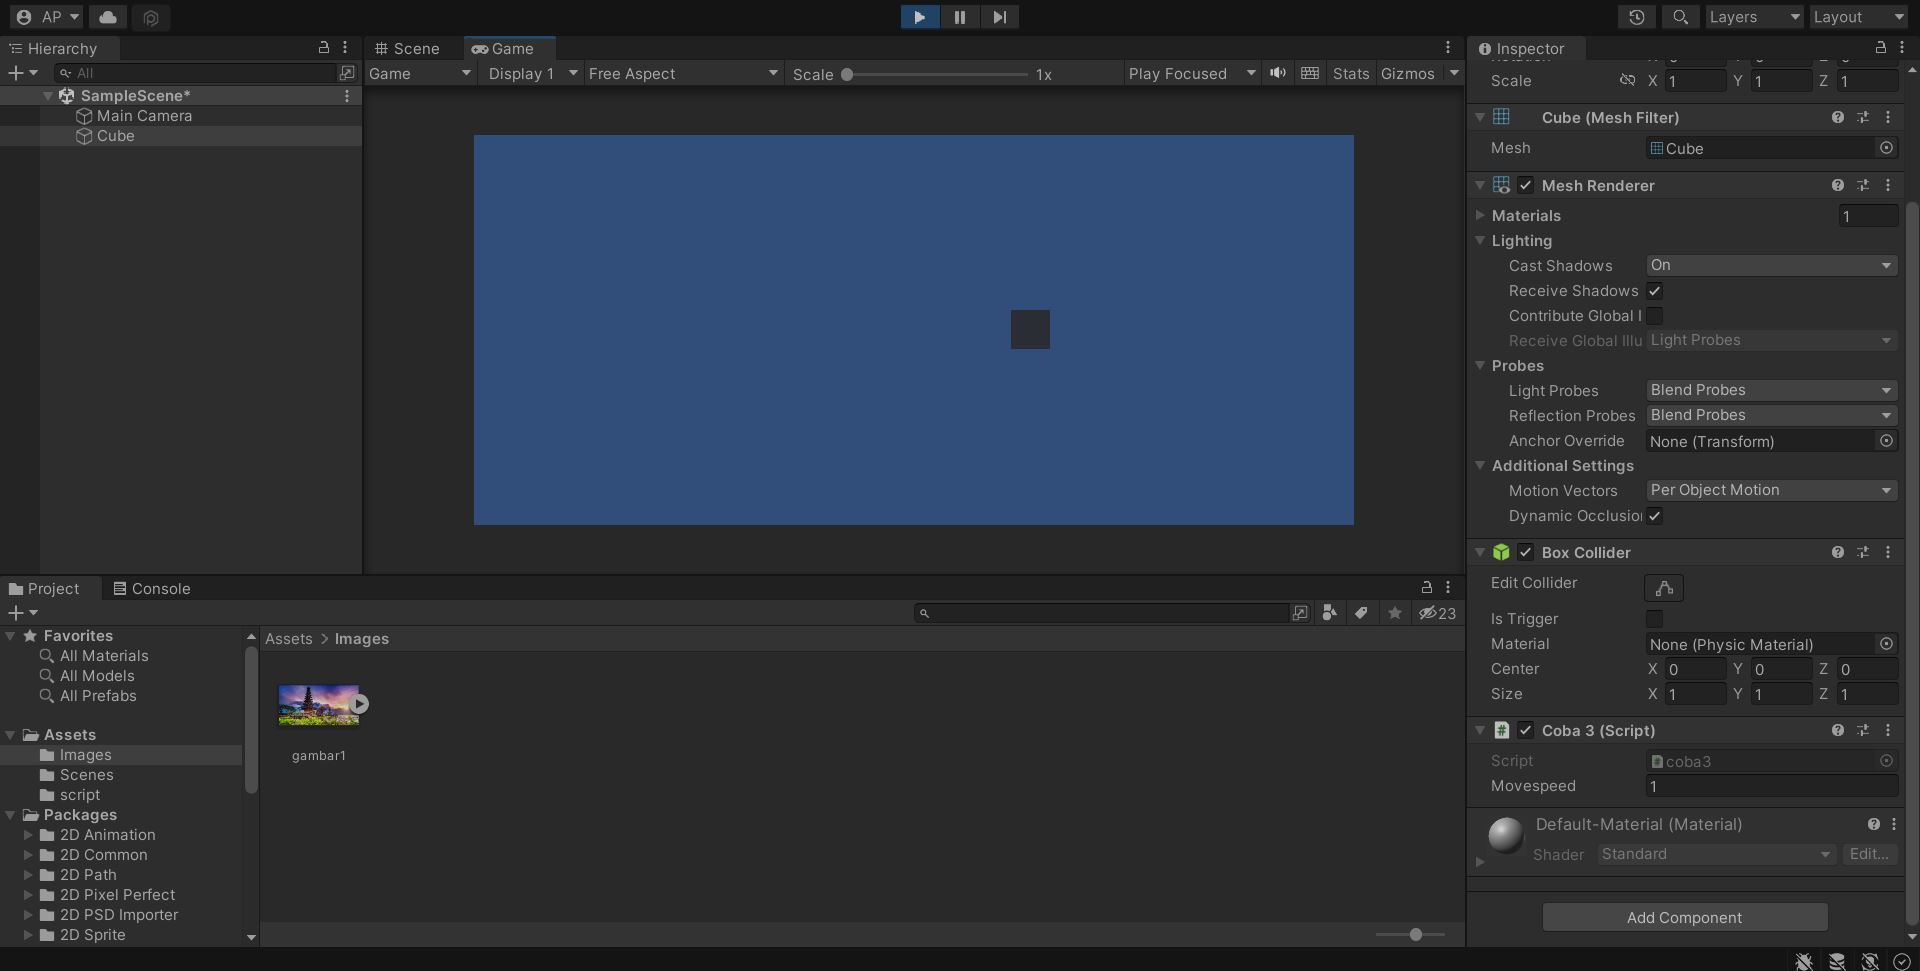 AP
Layers
Layout
Hierarchy
All
SampleScene*
Main Camera
Cube
Scene
Game
Game
Display 1
Free Aspect
Scale
1x
Play Focused
Stats
Gizmos
Inspector
Scale
X 1 Y 1 Z 1
Cube (Mesh Filter)
Mesh
Cube
Mesh Renderer
Materials
1
Lighting
Cast Shadows
On
Receive Shadows
Contribute Global I
Receive Global Illu
Light Probes
Probes
Light Probes
Blend Probes
Reflection Probes
Blend Probes
Anchor Override
None (Transform)
Additional Settings
Motion Vectors
Per Object Motion
Dynamic Occlusion
Box Collider
Edit Collider
Is Trigger
Material
None (Physic Material)
Center
X 0 Y 0 Z 0
Size
X 1 Y 1 Z 1
Coba 3 (Script)
Script
coba3
Movespeed
1
Default-Material (Material)
Shader
Standard
Edit...
Add Component
Project
Console
23
Favorites
All Materials
All Models
All Prefabs
Assets
Images
Scenes
script
Packages
2D Animation
2D Common
2D Path
2D Pixel Perfect
2D PSD Importer
2D Sprite
Assets > Images
gambar1